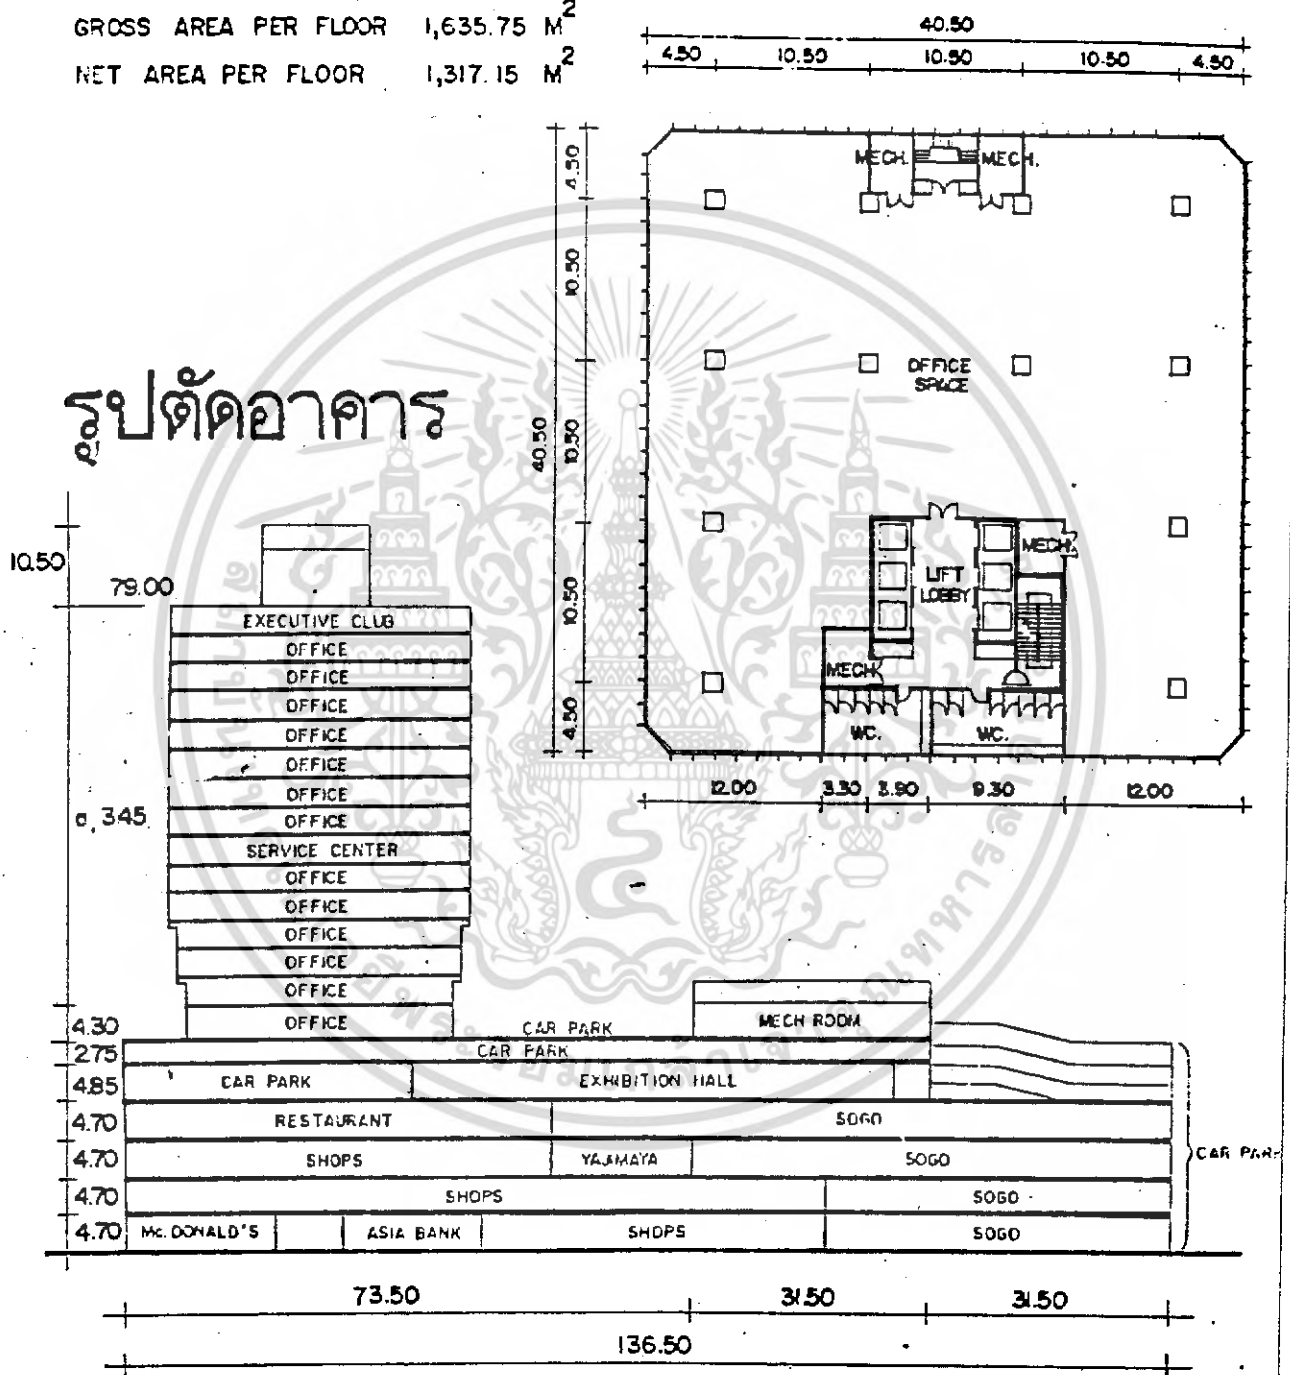 GROSS AREA PER FLOOR 1,635.75 M²
NET AREA PER FLOOR 1,317.15 M²
40.50
4.50 10.50 10.50 10.50 4.50
MECH. MECH.
4.50
10.50
OFFICE
SPACE
รูปตัดอาคาร
40.50
10.50
MECH.
LIFT
LOBBY
10.50
MECH.
4.50
WC. WC.
12.00 3.30 3.90 9.30 12.00
10.50
79.00
EXECUTIVE CLUB
OFFICE
OFFICE
OFFICE
OFFICE
OFFICE
OFFICE
OFFICE
345
SERVICE CENTER
OFFICE
OFFICE
OFFICE
OFFICE
OFFICE
4.30 OFFICE CAR PARK MECH ROOM
2.75 CAR PARK
4.85 CAR PARK EXHIBITION HALL
4.70 RESTAURANT SOGO
4.70 SHOPS YAJIMAYA SOGO
CAR PARK
4.70 SHOPS SOGO
4.70 Mc. DONALD'S ASIA BANK SHOPS SOGO
73.50 31.50 31.50
136.50